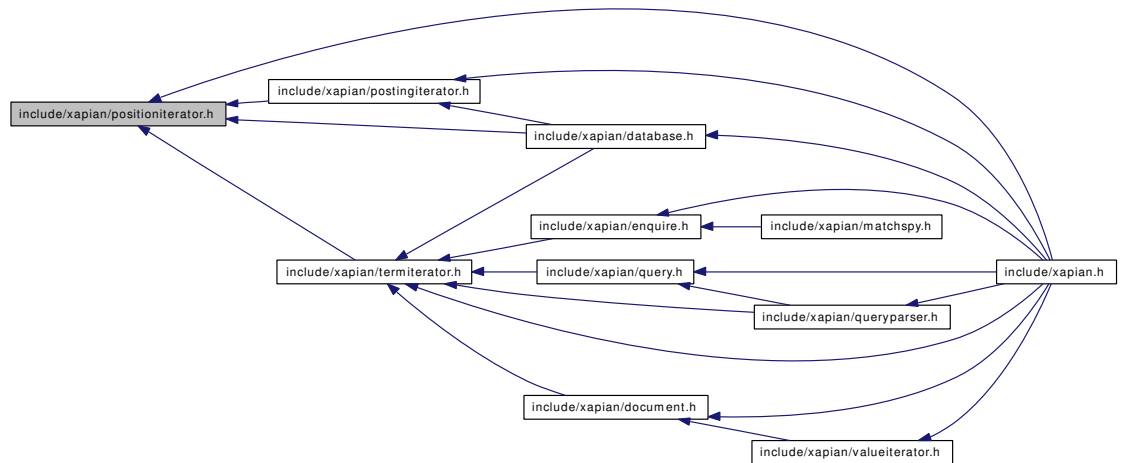 include/xapian/postingiterator.h
include/xapian/positioniterator.h
include/xapian/database.h
include/xapian/enquire.h
include/xapian/matchspy.h
include/xapian/termiterator.h
include/xapian/query.h
include/xapian.h
include/xapian/queryparser.h
include/xapian/document.h
include/xapian/valueiterator.h